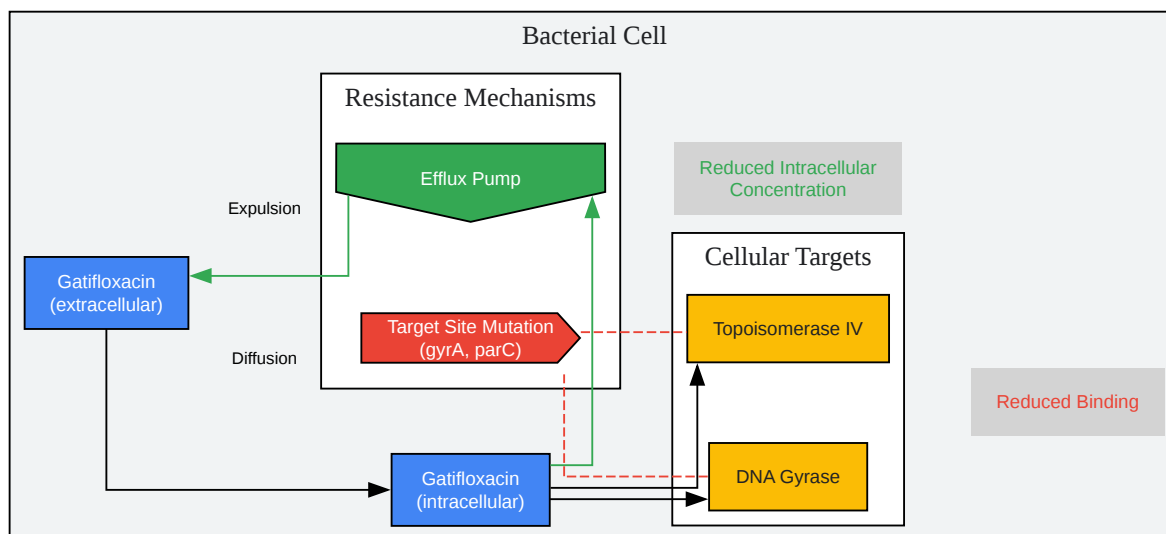 Bacterial Cell
Resistance Mechanisms
Efflux Pump
Reduced Intracellular
Concentration
Expulsion
Cellular Targets
Gatifloxacin
(extracellular)
Target Site Mutation
(gyrA, parC)
Topoisomerase IV
Diffusion
Reduced Binding
Gatifloxacin
(intracellular)
DNA Gyrase